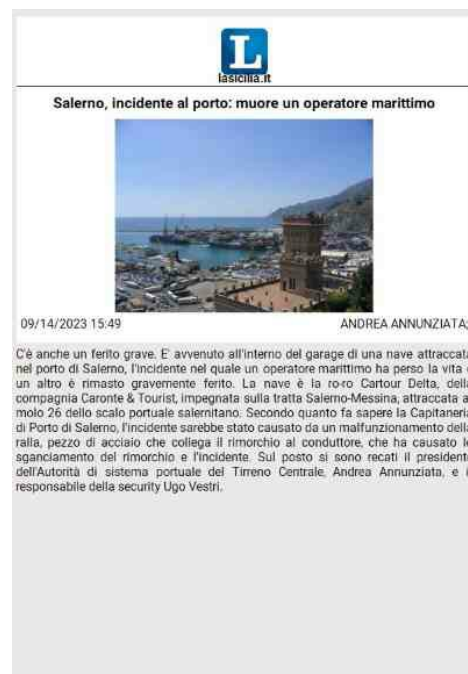 L
lasicilia.it
Salerno, incidente al porto: muore un operatore marittimo
09/14/2023 15:49 ANDREA ANNUNZIATA;
C'è anche un ferito grave. E' avvenuto all'interno del garage di una nave attraccata
nel porto di Salerno, l'incidente nel quale un operatore marittimo ha perso la vita
un altro è rimasto gravemente ferito. La nave è la ro-ro Cartour Delta, della
compagnia Caronte & Tourist, impegnata sulla tratta Salerno-Messina, attraccata a
molo 26 dello scalo portuale salernitano. Secondo quanto fa sapere la Capitaneri
di Porto di Salerno, l'incidente sarebbe stato causato da un malfunzionamento della
ralla, pezzo di acciaio che collega il rimorchio al conduttore, che ha causato l
sganciamento del rimorchio e l'incidente. Sul posto si sono recati il president
dell'Autorità di sistema portuale del Tirreno Centrale, Andrea Annunziata, e i
responsabile della security Ugo Vestri.